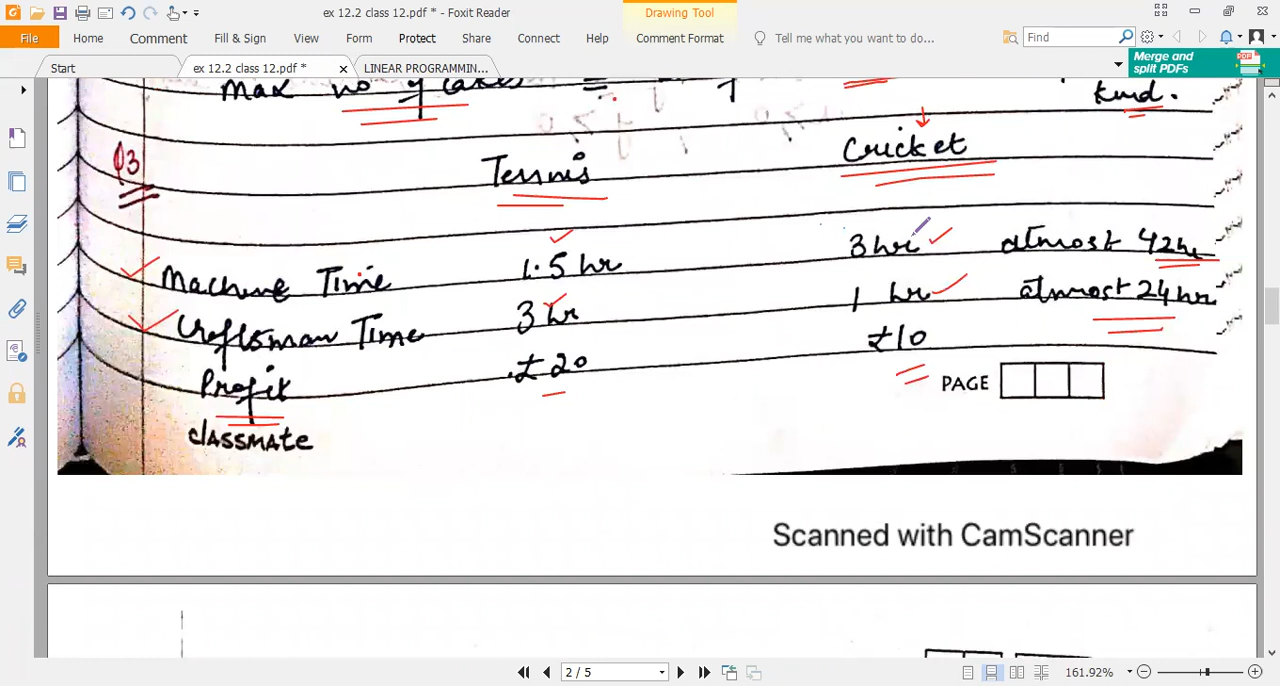 ex 12.2 class 12.pdf * - Foxit Reader
Drawing Tool
File Home Comment Fill & Sign View Form Protect Share Connect Help Comment Format Tell me what you want to do... Find
Start ex 12.2 class 12.pdf * LINEAR PROGRAMMIN... Merge and split PDFs
Max no of cakes = kind.
Q3 Tennis Cricket
Machine Time 1.5 hr 3 hr atmost 42 hr
Craftsman Time 3 hr 1 hr atmost 24 hr
Profit ₹ 20 ₹ 10
PAGE
classmate
Scanned with CamScanner
2 / 5 161.92%